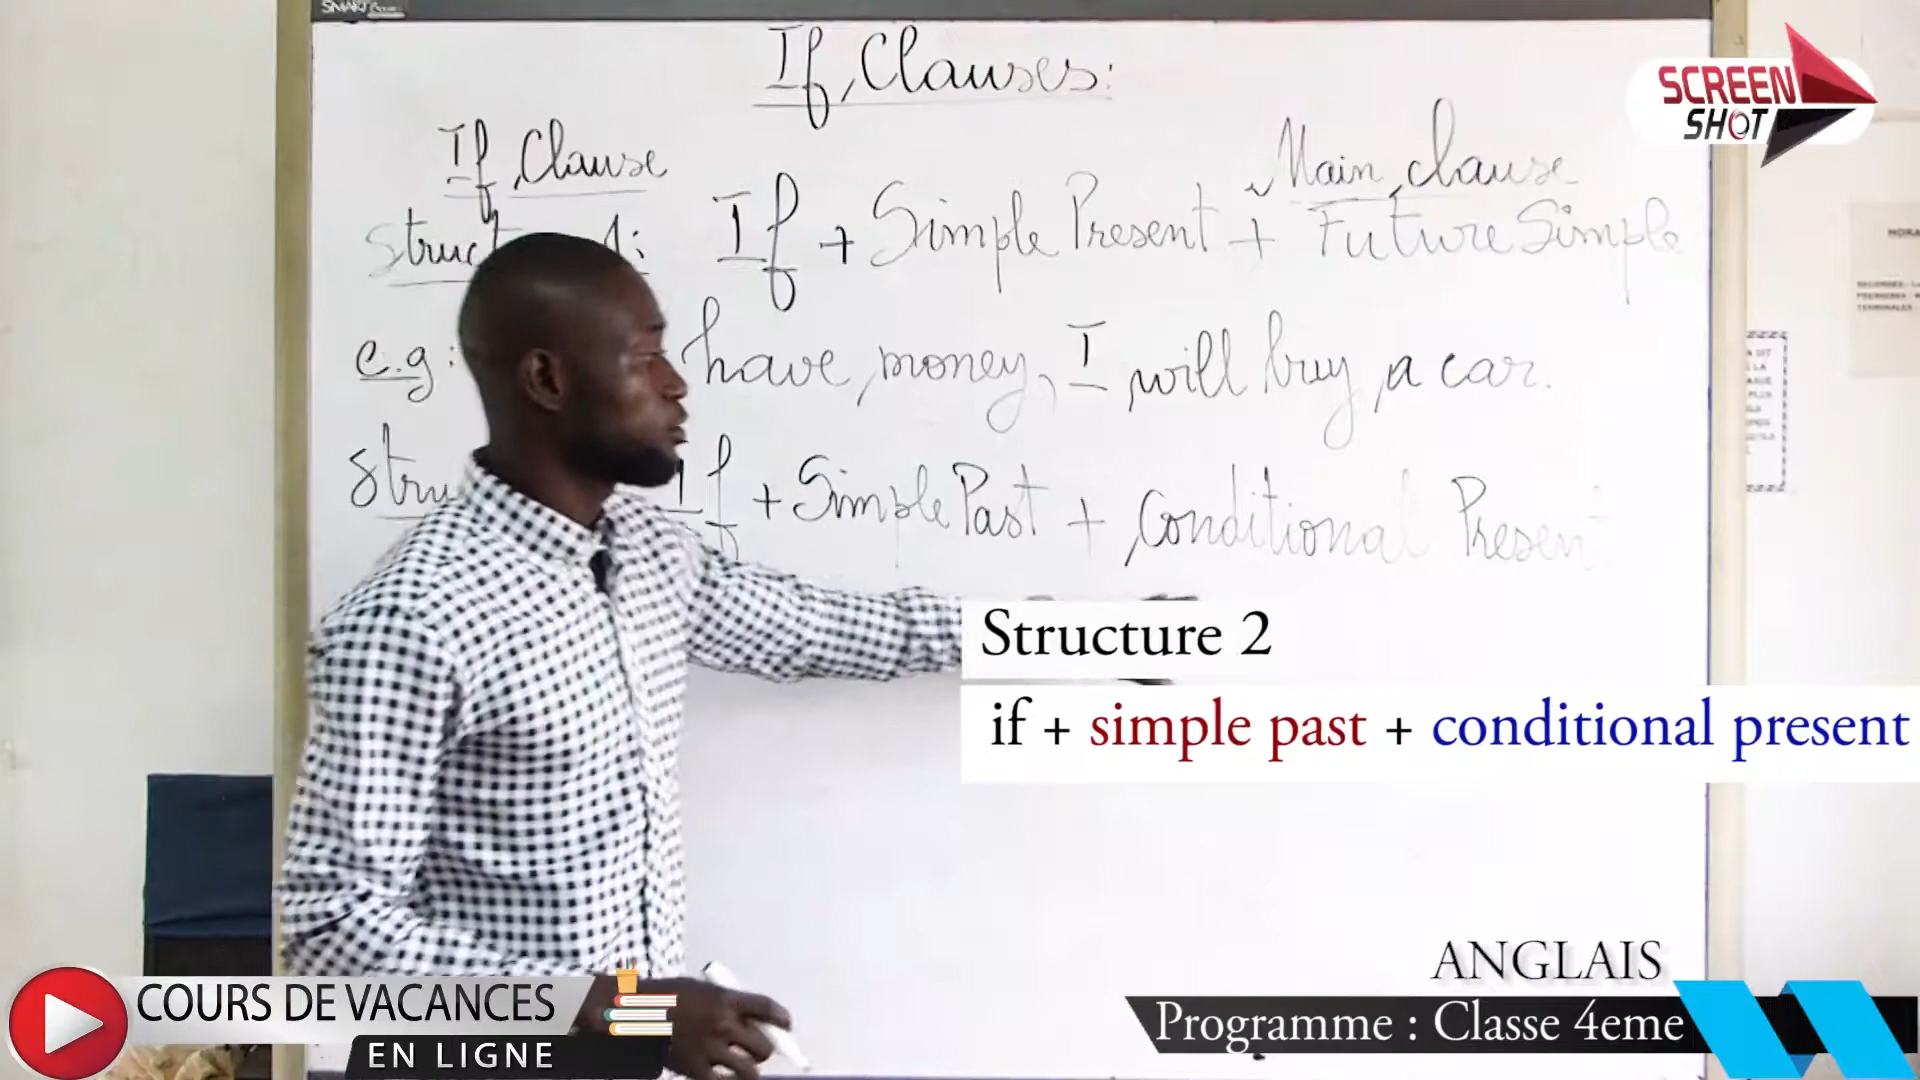 SMART
If Clauses:
If Clause
Main clause
If + Simple Present + Future Simple
e.g: have money, I will buy a car.
If + Simple Past + Conditional Present
SCREEN
SHOT
HORA
Structure 2
if + simple past + conditional present
ANGLAIS
Programme : Classe 4eme
COURS DE VACANCES
EN LIGNE